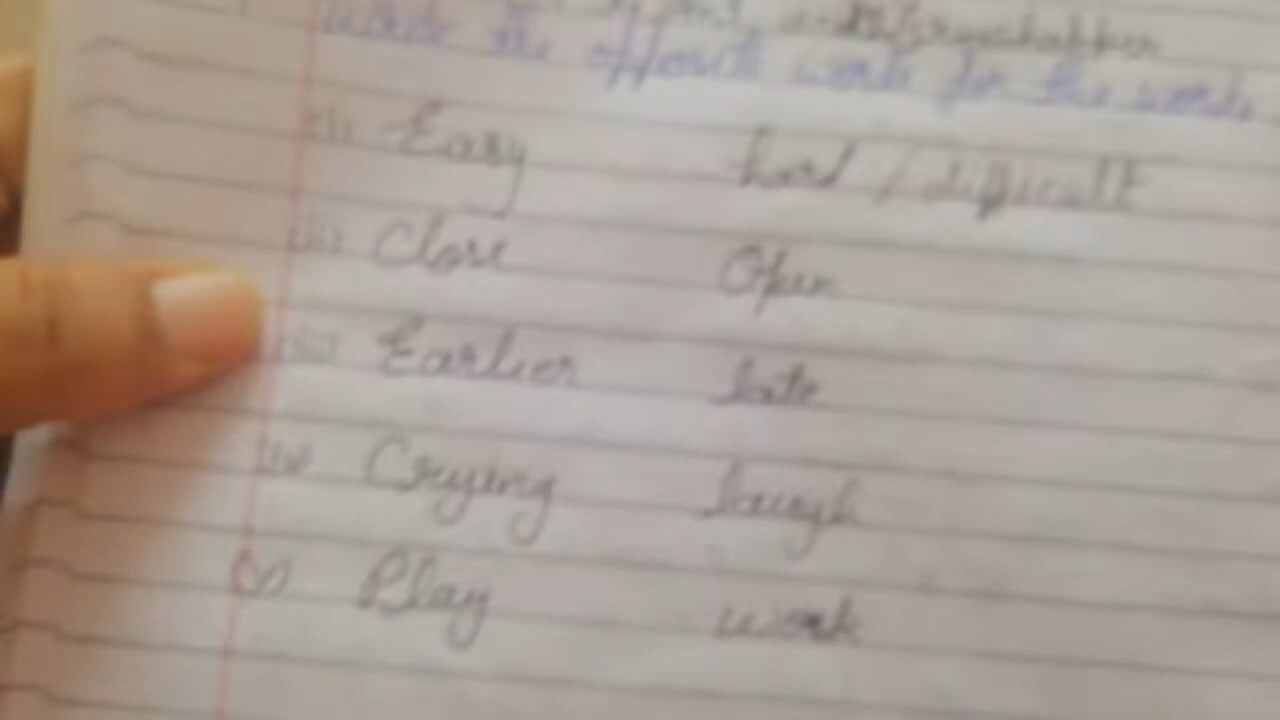 write the opposite words for the words
Easy hard / difficult
Close Open
Earlier late
Crying laugh
(v) Play work